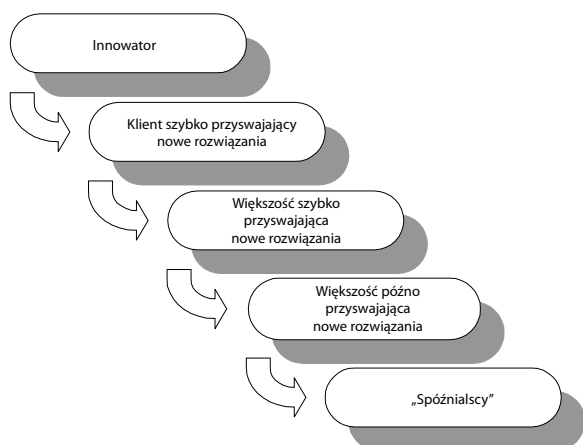 Innowator
Klient szybko przyswajający
nowe rozwiązania
Większość szybko
przyswajająca
nowe rozwiązania
Większość późno
przyswajająca
nowe rozwiązania
„Spóźnialscy”